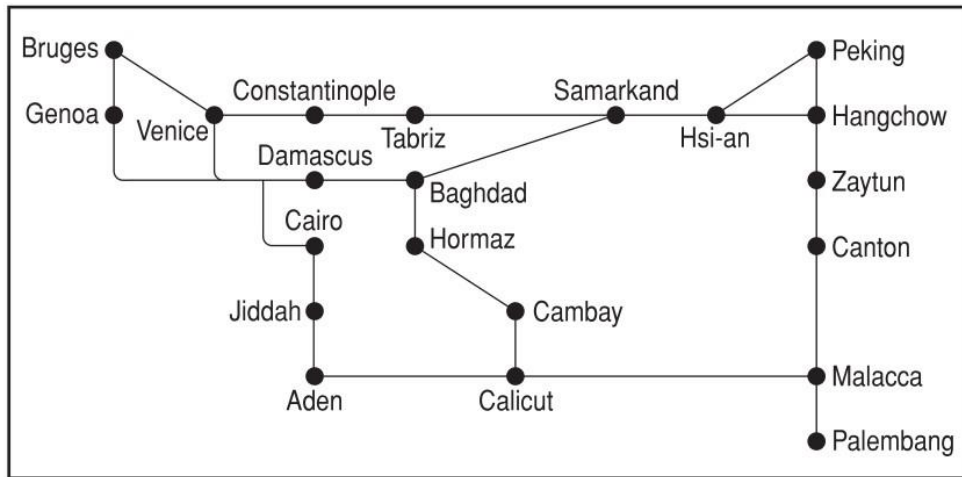 Bruges
Peking
Constantinople
Samarkand
Genoa
Venice
Tabriz
Hsi-an
Hangchow
Damascus
Baghdad
Zaytun
Cairo
Hormaz
Canton
Jiddah
Cambay
Aden
Calicut
Malacca
Palembang